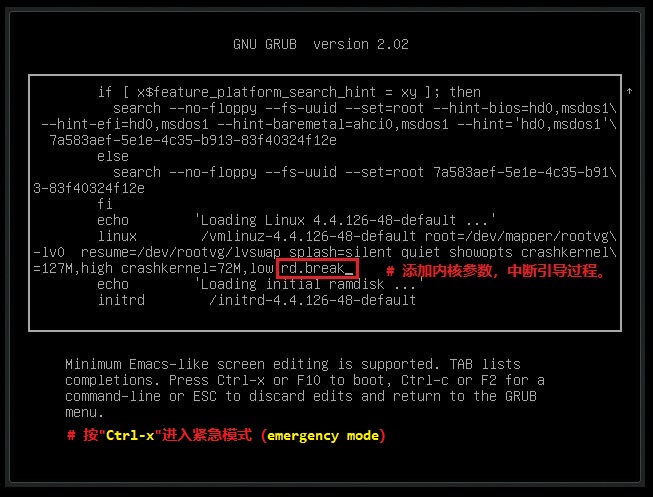 GNU GRUB  version 2.02
if [ x$feature_platform_search_hint = xy ]; then
search --no-floppy --fs-uuid --set=root --hint-bios=hd0,msdos1\
--hint-efi=hd0,msdos1 --hint-baremetal=ahci0,msdos1 --hint='hd0,msdos1'\
7a583aef-5e1e-4c35-b913-83f40324f12e
else
search --no-floppy --fs-uuid --set=root 7a583aef-5e1e-4c35-b91\
3-83f40324f12e
fi
echo 'Loading Linux 4.4.126-48-default ...'
linux /vmlinuz-4.4.126-48-default root=/dev/mapper/rootvg\
-lv0 resume=/dev/rootvg/lvswap splash=silent quiet showopts crashkernel\
=127M,high crashkernel=72M,low rd.break_ # 添加内核参数，中断引导过程。
echo 'Loading initial ramdisk ...'
initrd /initrd-4.4.126-48-default
Minimum Emacs-like screen editing is supported. TAB lists
completions. Press Ctrl-x or F10 to boot, Ctrl-c or F2 for a
command-line or ESC to discard edits and return to the GRUB
menu.
# 按"Ctrl-x"进入紧急模式（emergency mode）